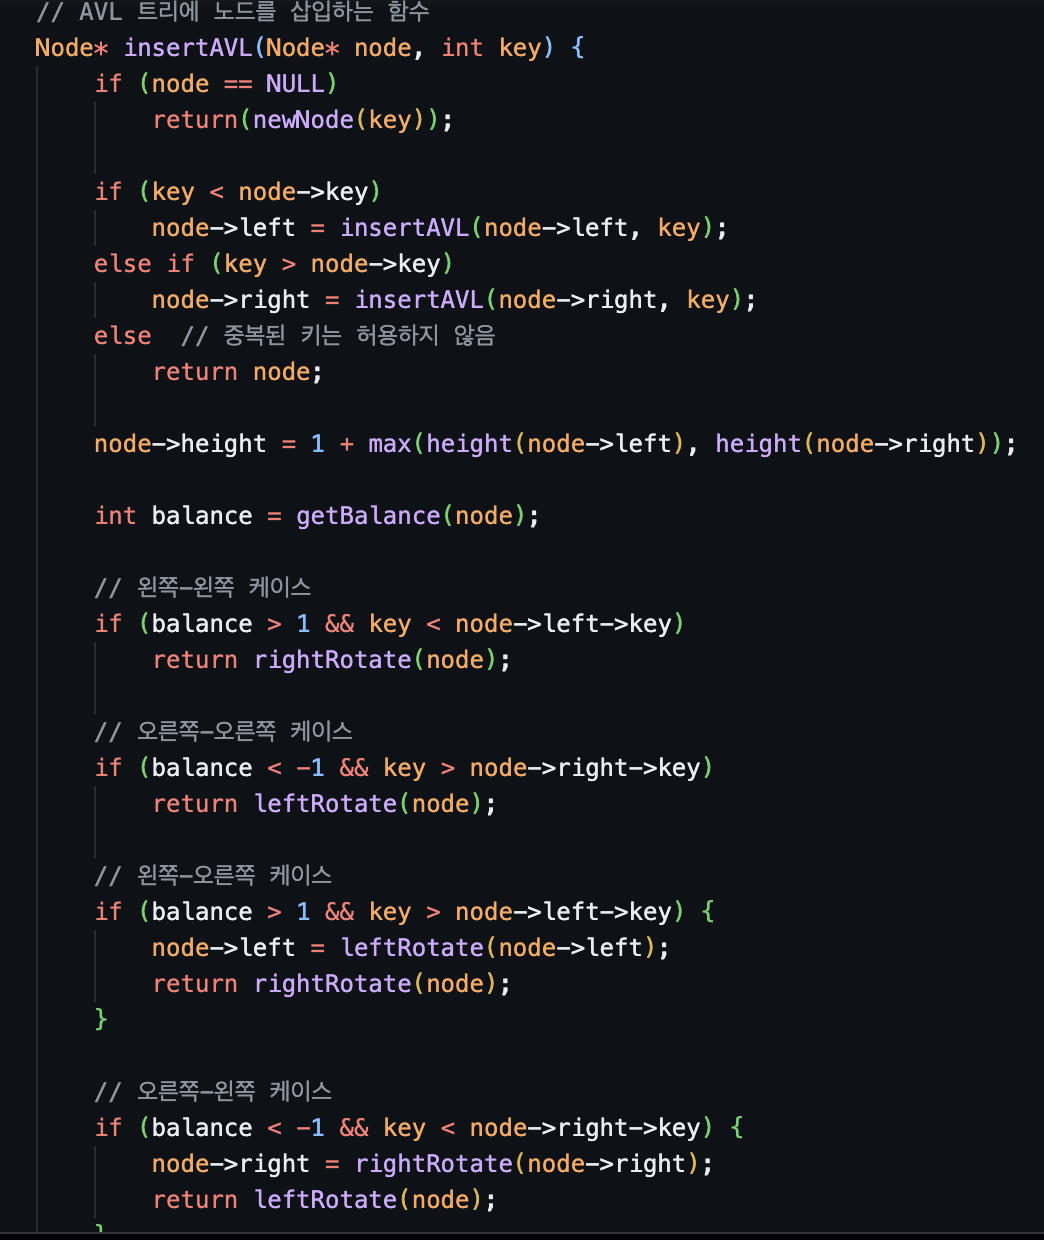 // AVL 트리에 노드를 삽입하는 함수
Node* insertAVL(Node* node, int key) {
if (node == NULL)
return(newNode(key));
if (key < node->key)
node->left = insertAVL(node->left, key);
else if (key > node->key)
node->right = insertAVL(node->right, key);
else  // 중복된 키는 허용하지 않음
return node;
node->height = 1 + max(height(node->left), height(node->right));
int balance = getBalance(node);
// 왼쪽-왼쪽 케이스
if (balance > 1 && key < node->left->key)
return rightRotate(node);
// 오른쪽-오른쪽 케이스
if (balance < -1 && key > node->right->key)
return leftRotate(node);
// 왼쪽-오른쪽 케이스
if (balance > 1 && key > node->left->key) {
node->left = leftRotate(node->left);
return rightRotate(node);
}
// 오른쪽-왼쪽 케이스
if (balance < -1 && key < node->right->key) {
node->right = rightRotate(node->right);
return leftRotate(node);
}